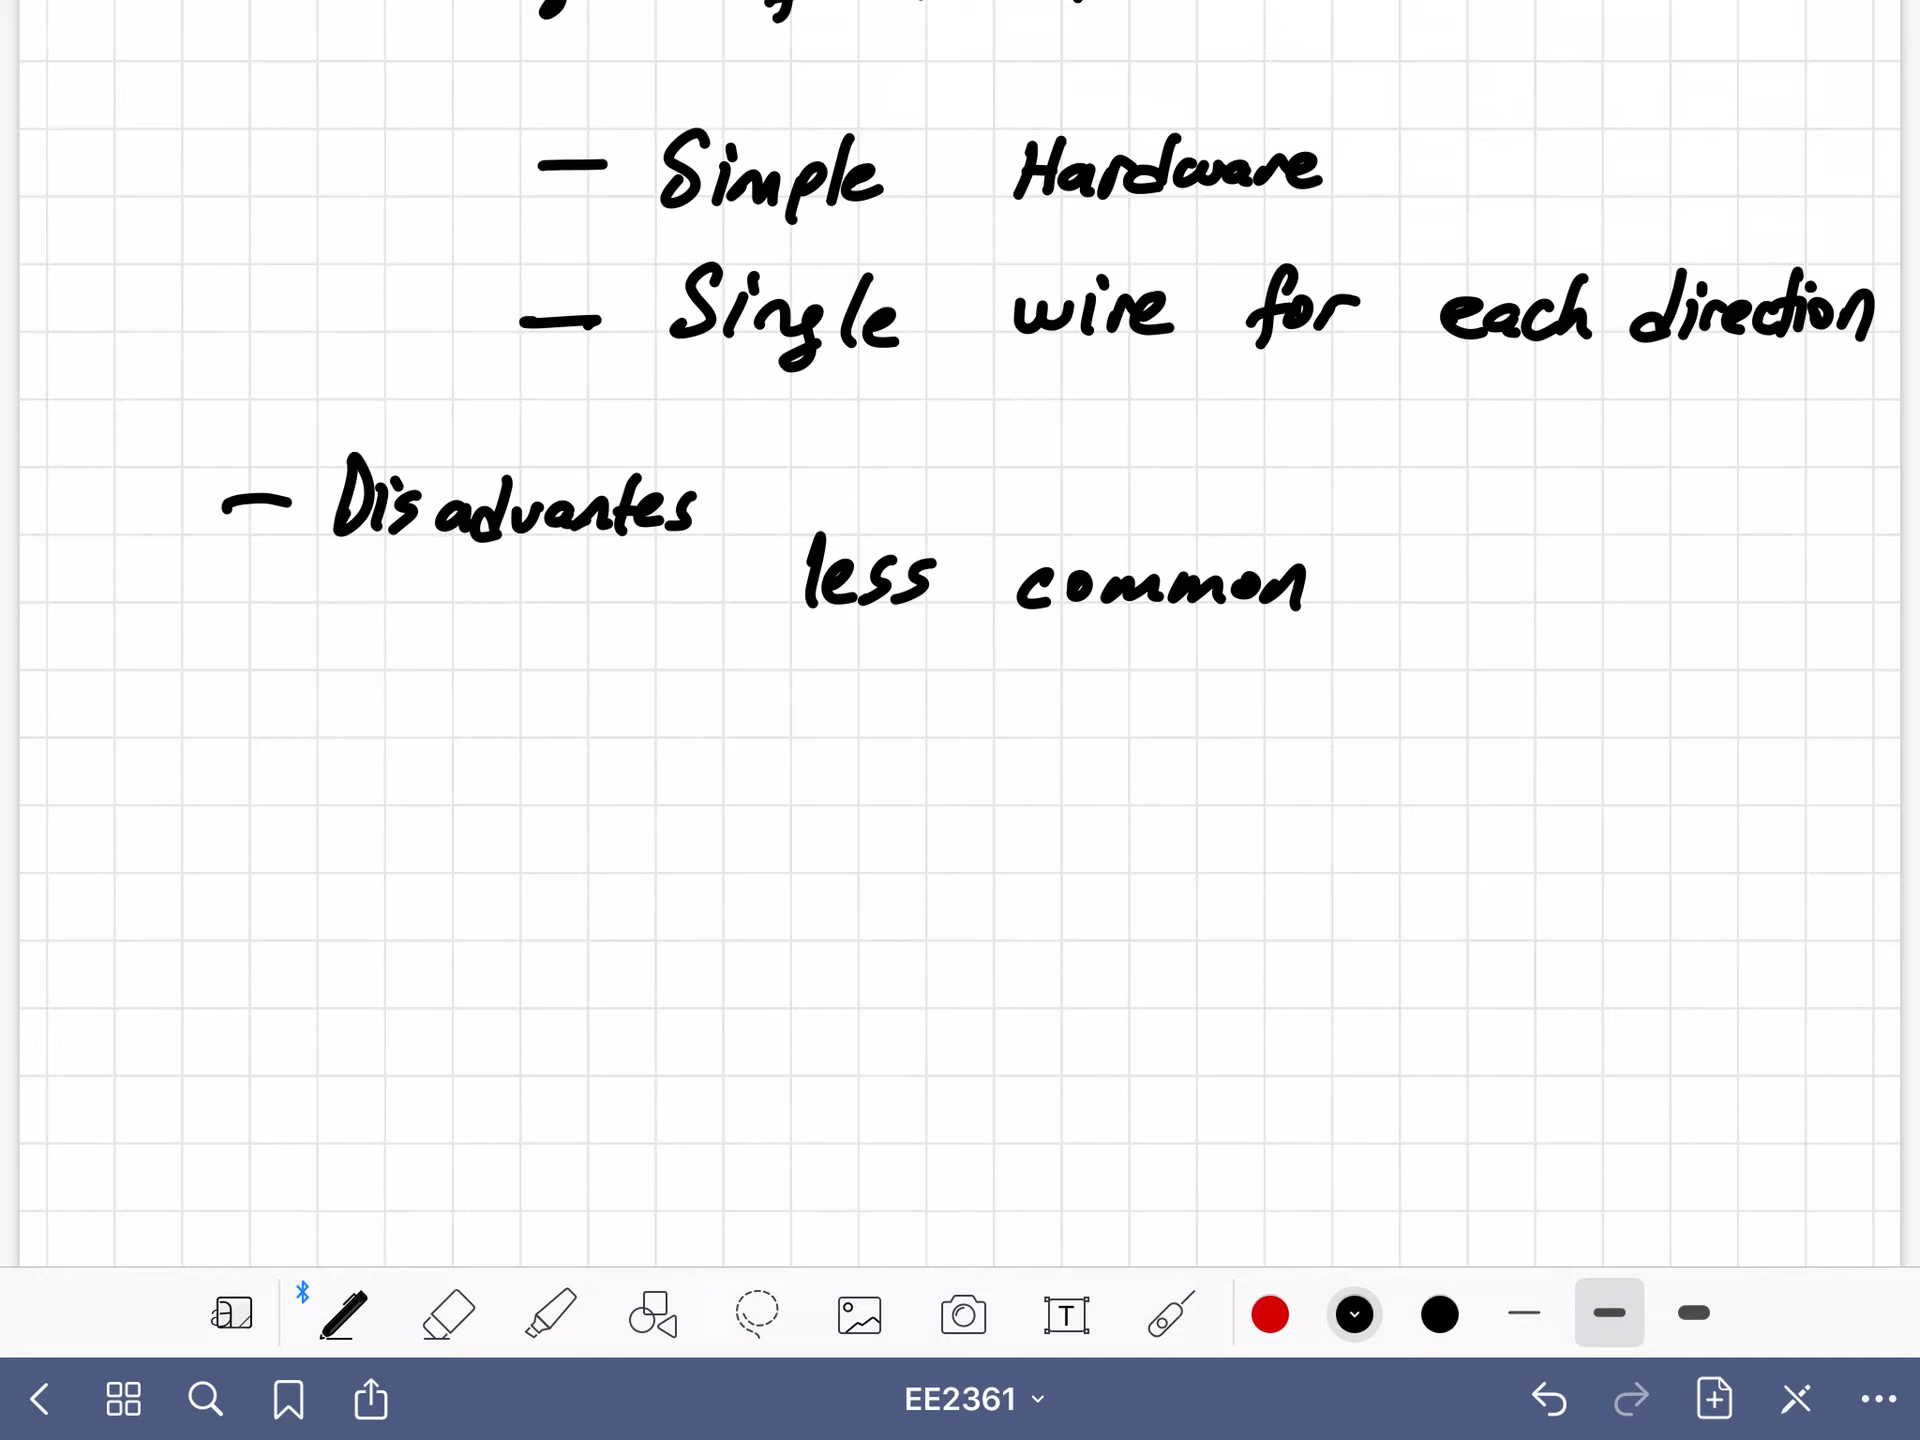 - Simple Hardware
- Single wire for each direction
- Disadvantes
less common
T
EE2361